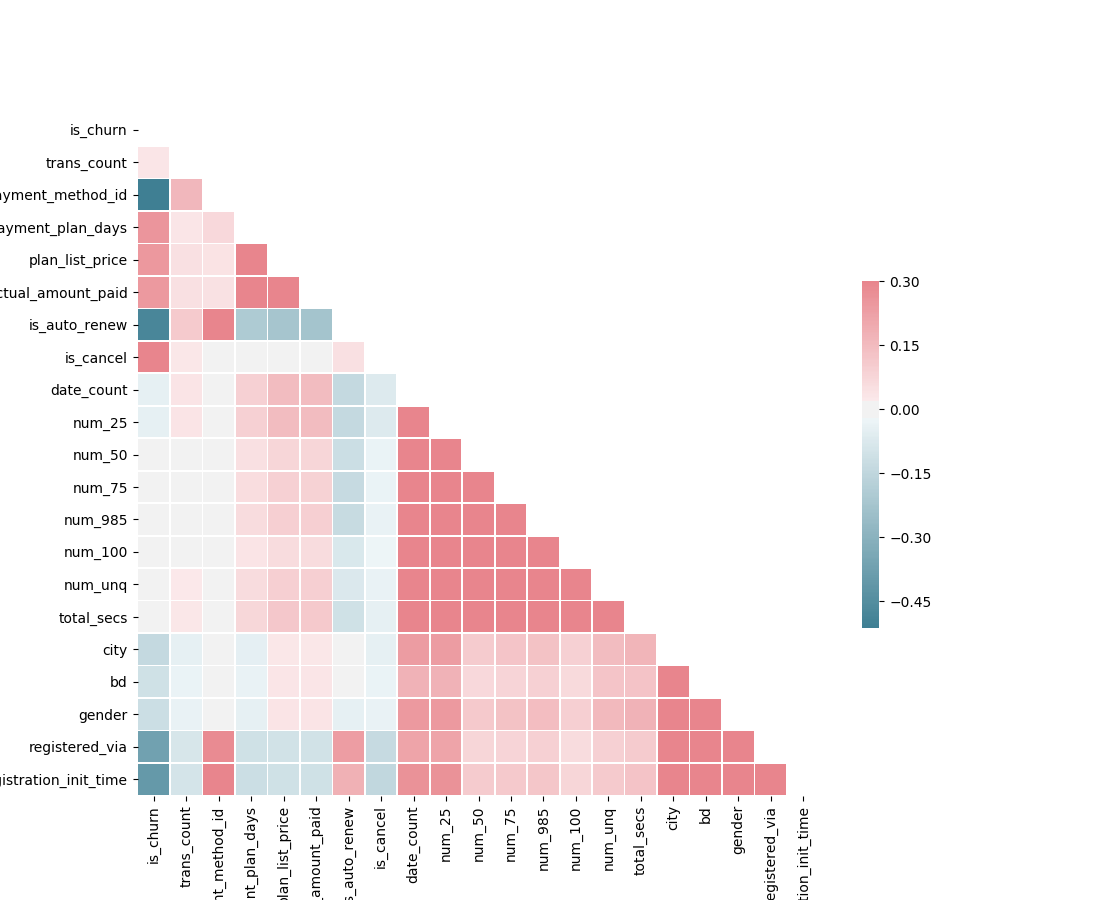 is_churn
trans_count
ayment_method_id
ayment_plan_days
plan_list_price
ctual_amount_paid
is_auto_renew
is_cancel
date_count
num_25
num_50
num_75
num_985
num_100
num_unq
total_secs
city
bd
gender
registered_via
gistration_init_time
is_churn
trans_count
nt_method_id
nt_plan_days
plan_list_price
_amount_paid
s_auto_renew
is_cancel
date_count
num_25
num_50
num_75
num_985
num_100
num_unq
total_secs
city
bd
gender
egistered_via
tion_init_time
0.30
0.15
0.00
−0.15
−0.30
−0.45